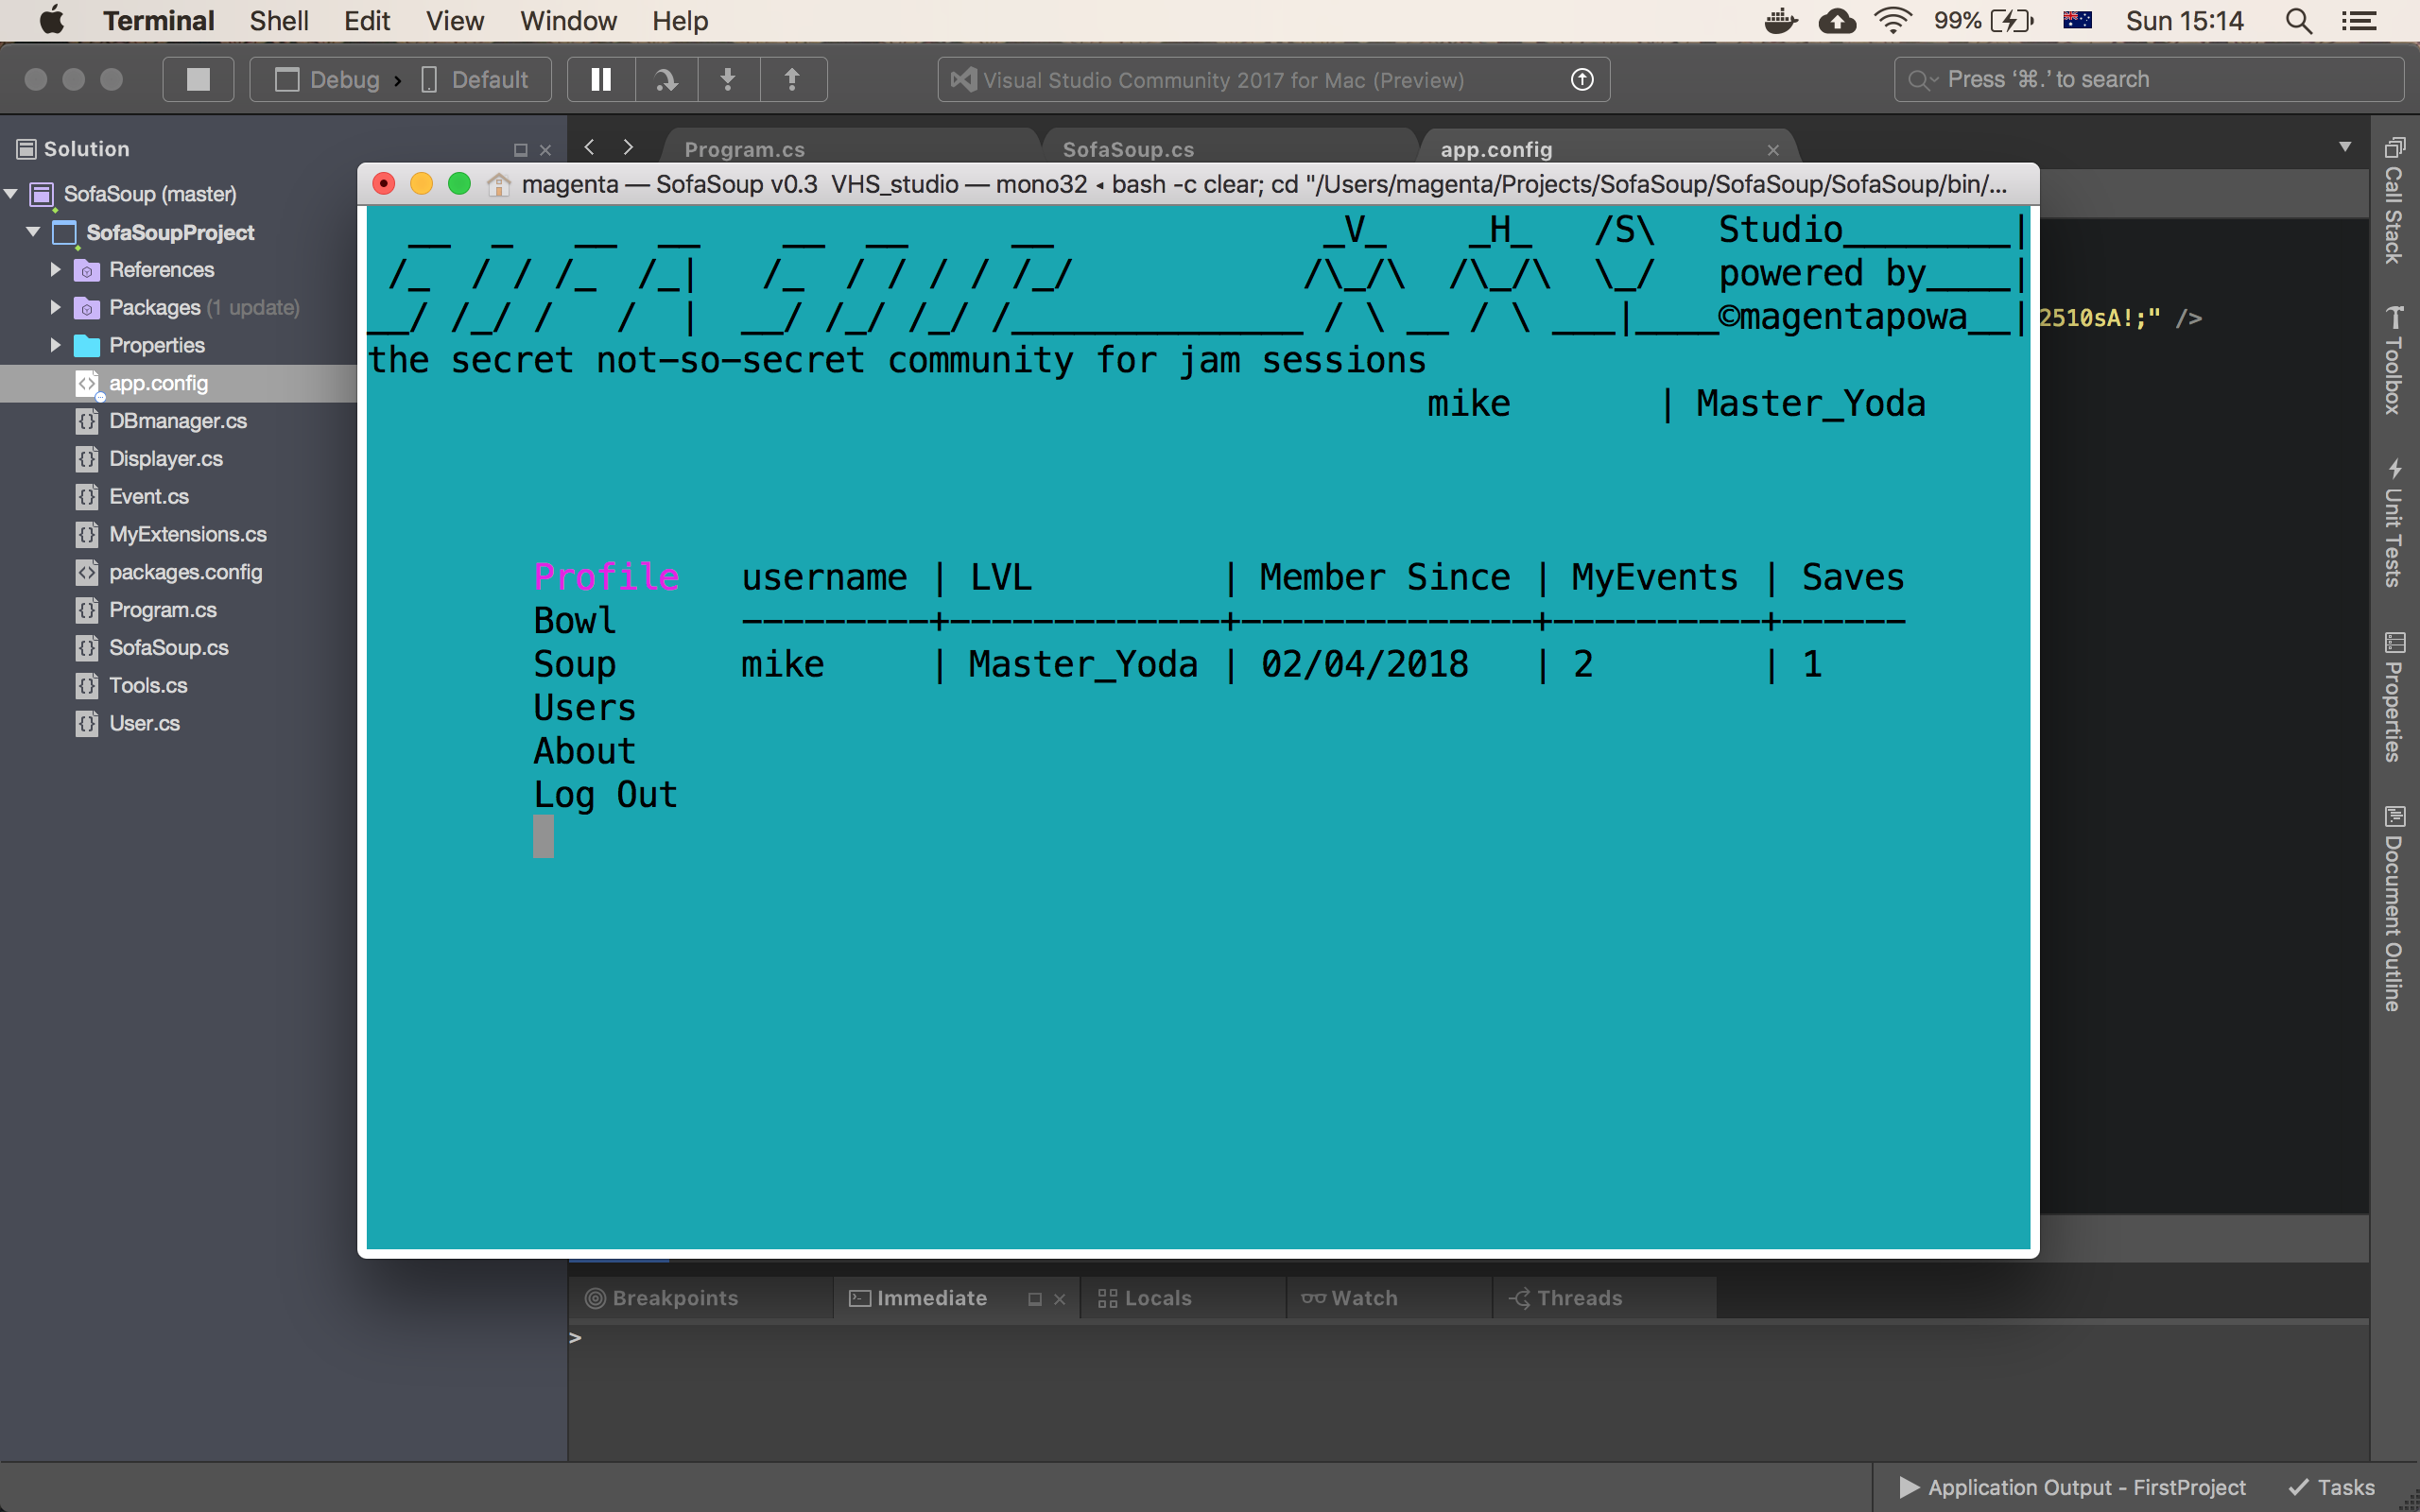 Terminal Shell Edit View Window Help 99% Sun 15:14
Debug › Default Visual Studio Community 2017 for Mac (Preview) Press ‘⌘.’ to search
Solution Program.cs SofaSoup.cs app.config
magenta — SofaSoup v0.3 VHS_studio — mono32 ◂ bash -c clear; cd "/Users/magenta/Projects/SofaSoup/SofaSoup/SofaSoup/bin/...
SofaSoup (master)
SofaSoupProject
References
Packages (1 update)
Properties
app.config
DBmanager.cs
Displayer.cs
Event.cs
MyExtensions.cs
packages.config
Program.cs
SofaSoup.cs
Tools.cs
User.cs
_V_ _H_ /S\ Studio________|
powered by____|
____©magentapowa__|
2510sA!;" />
the secret not-so-secret community for jam sessions
mike | Master_Yoda
Profile username | LVL | Member Since | MyEvents | Saves
Bowl ---------+-------------+--------------+----------+------
Soup mike | Master_Yoda | 02/04/2018 | 2 | 1
Users
About
Log Out
Call Stack
Toolbox
Unit Tests
Properties
Document Outline
Breakpoints Immediate Locals Watch Threads
>
Application Output - FirstProject Tasks